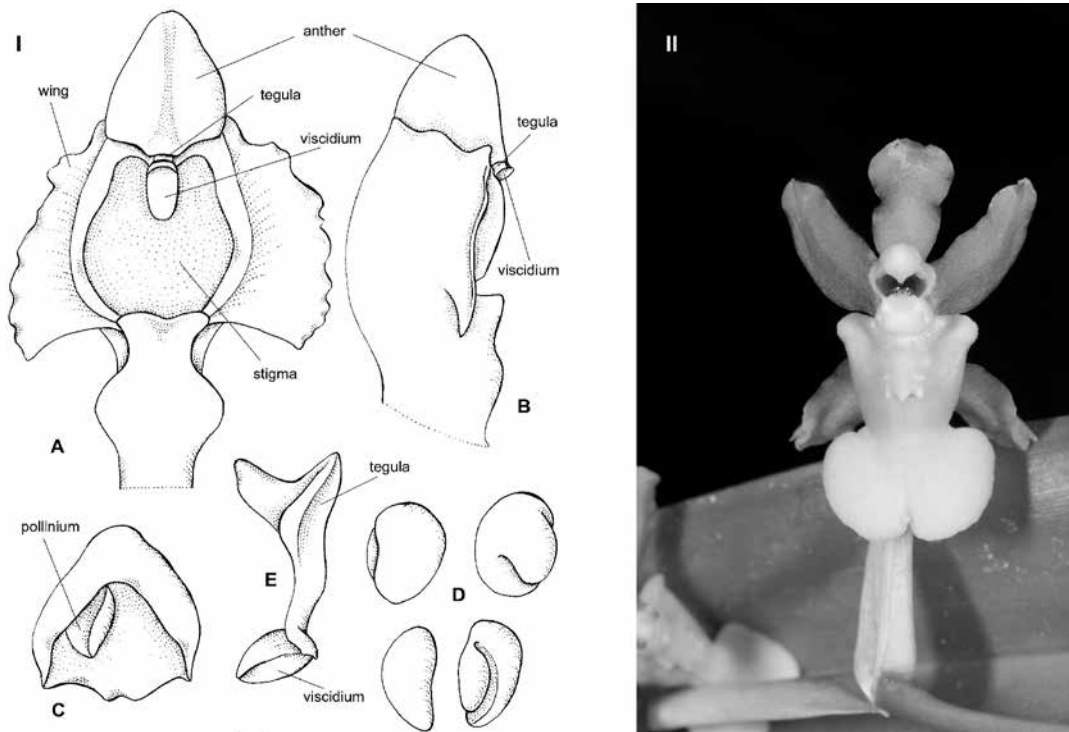 I
II
anther
wing
tegula
viscidium
tegula
viscidium
stigma
A
B
pollinium
tegula
E
D
viscidium
C